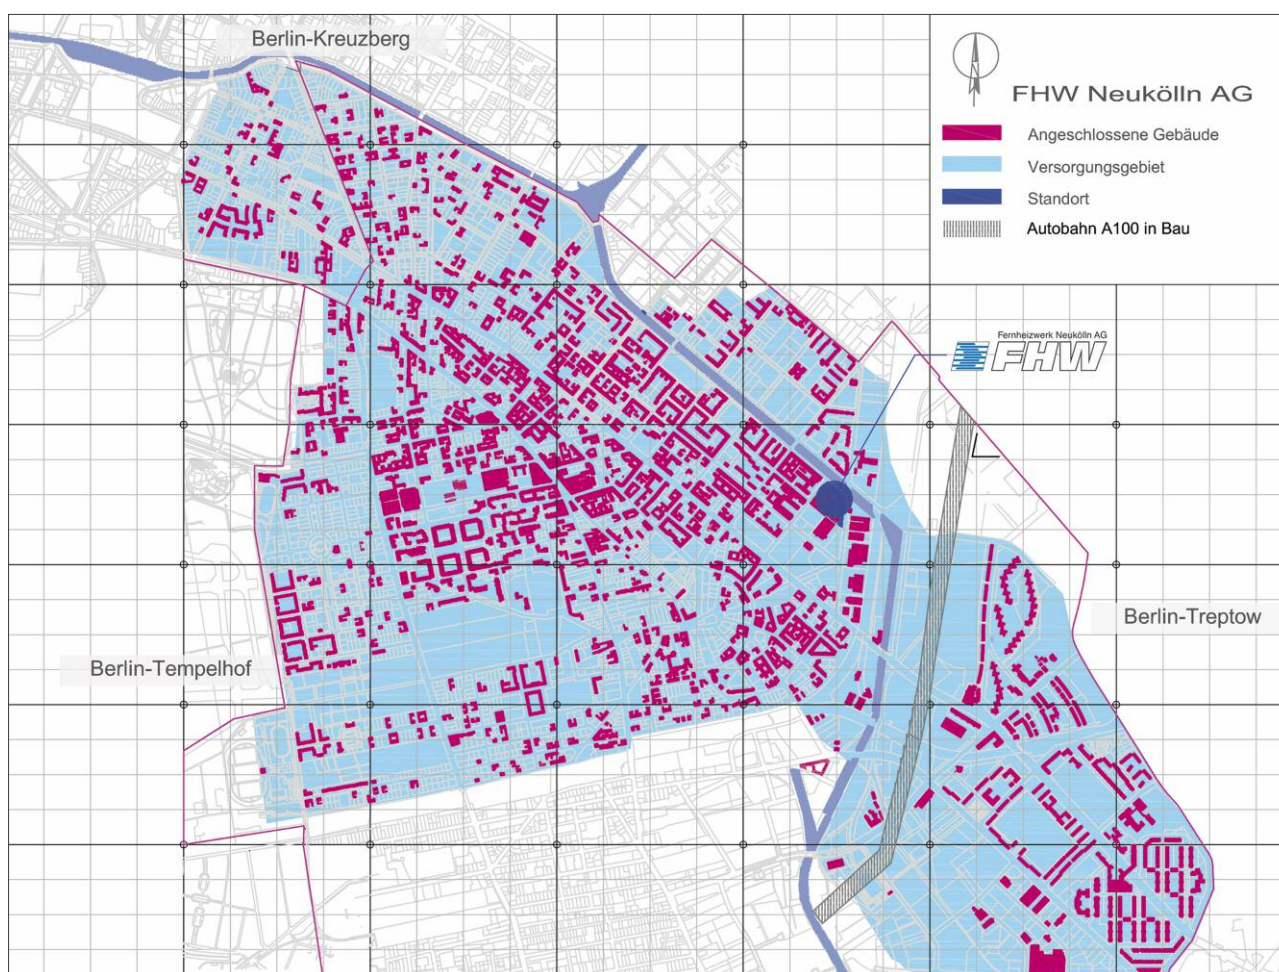 Berlin-Kreuzberg
FHW Neukölln AG
Angeschlossene Gebäude
Versorgungsgebiet
Standort
Autobahn A100 in Bau
Fernheizwerk Neukölln AG
FHW
Berlin-Treptow
Berlin-Tempelhof